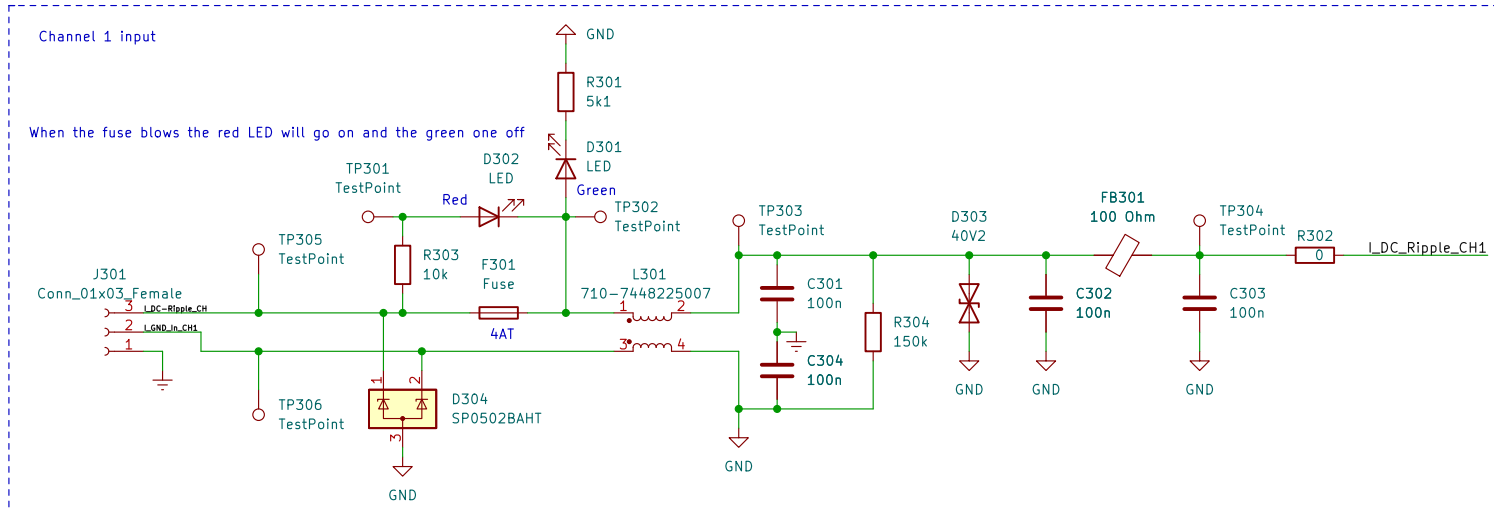 Channel 1 input
GND
R301
5k1
When the fuse blows the red LED will go on and the green one off
D301
LED
D302
LED
TP301
TestPoint
Red
Green
TP302
TestPoint
TP303
TestPoint
FB301
100 Ohm
TP304
TestPoint
D303
40V2
R302
0
I_DC_Ripple_CH1
TP305
TestPoint
R303
10k
F301
Fuse
4AT
J301
Conn_01x03_Female
3
I_DC-Ripple_CH
2
I_GND_In_CH1
1
L301
710-7448225007
1
2
3
4
C301
100n
C304
100n
R304
150k
C302
100n
C303
100n
GND
GND
GND
TP306
TestPoint
1
2
3
D304
SP0502BAHT
GND
GND